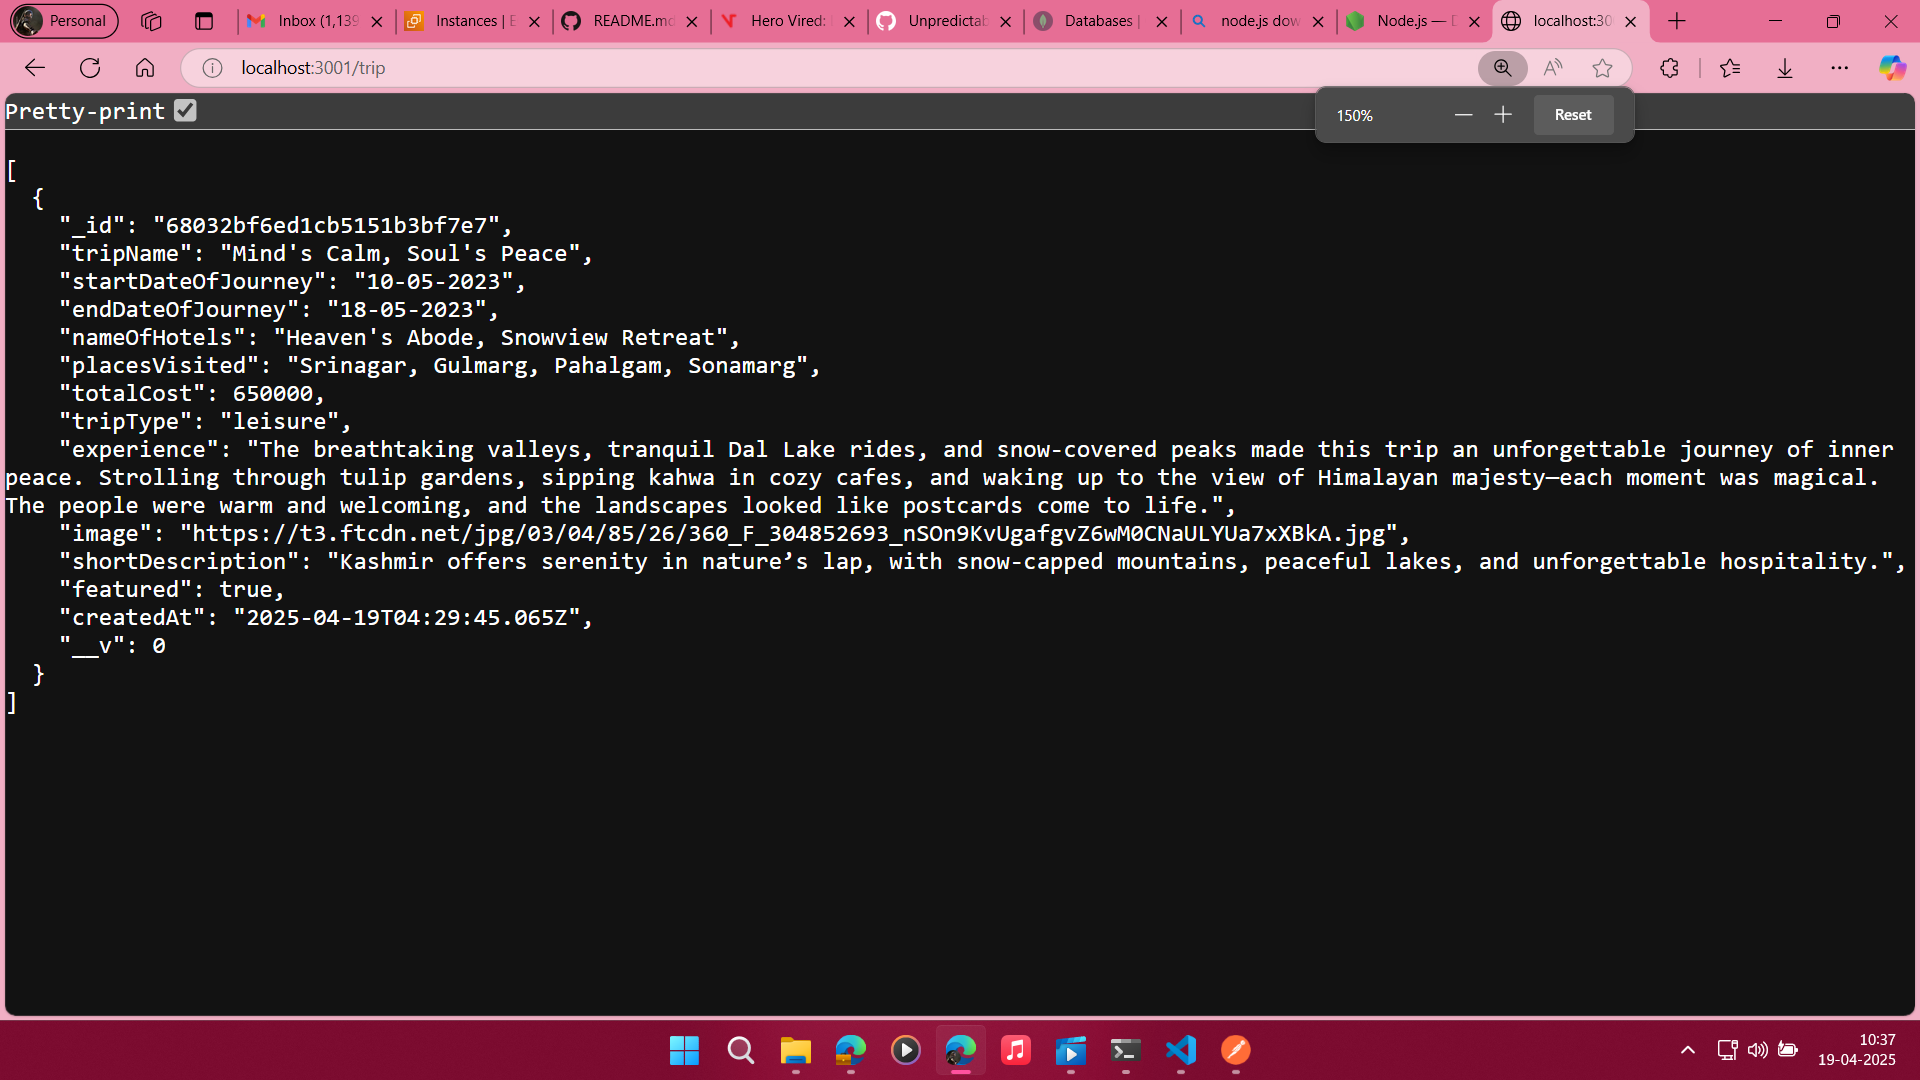 Personal
Inbox (1,139
Instances | E
README.md
Hero Vired:
Unpredictab
Databases |
node.js dow
Node.js — D
localhost:30
localhost:3001/trip
Pretty-print
150%
Reset
[
{
"_id": "68032bf6ed1cb5151b3bf7e7",
"tripName": "Mind's Calm, Soul's Peace",
"startDateOfJourney": "10-05-2023",
"endDateOfJourney": "18-05-2023",
"nameOfHotels": "Heaven's Abode, Snowview Retreat",
"placesVisited": "Srinagar, Gulmarg, Pahalgam, Sonamarg",
"totalCost": 650000,
"tripType": "leisure",
"experience": "The breathtaking valleys, tranquil Dal Lake rides, and snow-covered peaks made this trip an unforgettable journey of inner
peace. Strolling through tulip gardens, sipping kahwa in cozy cafes, and waking up to the view of Himalayan majesty—each moment was magical.
The people were warm and welcoming, and the landscapes looked like postcards come to life.",
"image": "https://t3.ftcdn.net/jpg/03/04/85/26/360_F_304852693_nSOn9KvUgafgvZ6wM0CNaULYUa7xXBkA.jpg",
"shortDescription": "Kashmir offers serenity in nature’s lap, with snow-capped mountains, peaceful lakes, and unforgettable hospitality.",
"featured": true,
"createdAt": "2025-04-19T04:29:45.065Z",
"__v": 0
}
]
10:37
19-04-2025